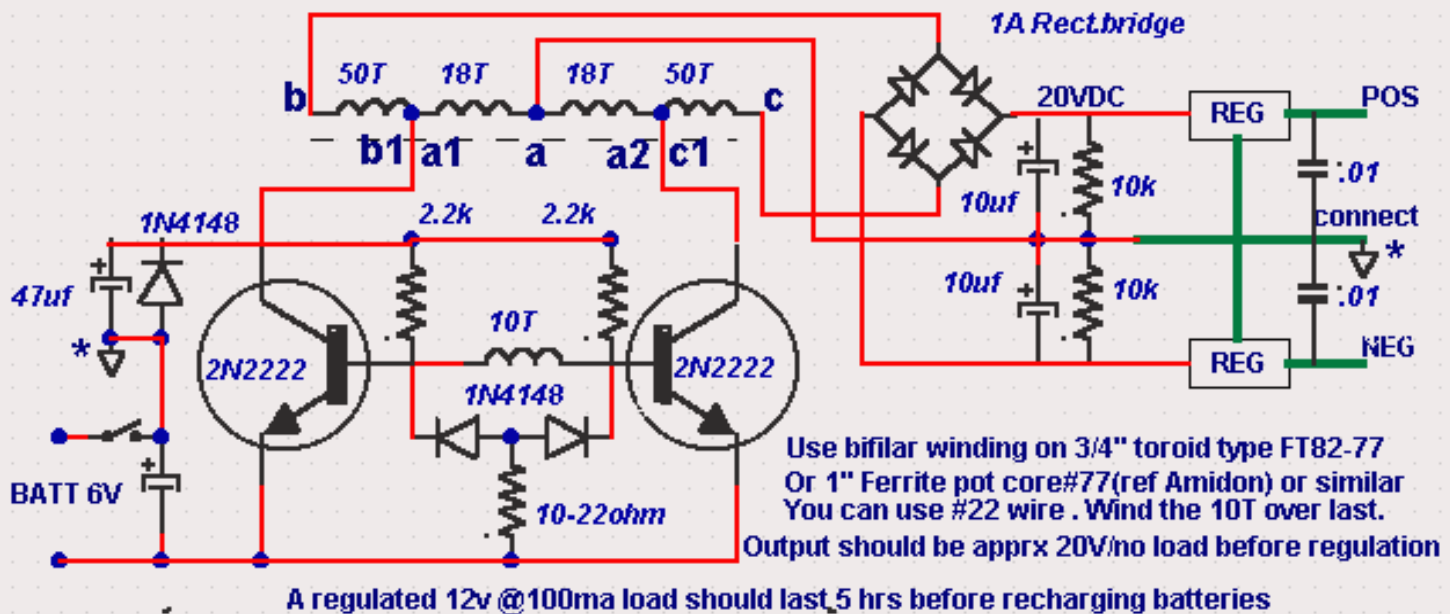 1A Rect.bridge
50T 18T 18T 50T
b c
20VDC REG POS
b1 a1 a a2 c1
10uf 10k .01
1N4148 2.2k 2.2k
connect
*
47uf 10uf 10k .01
*
10T
2N2222 2N2222
REG NEG
1N4148
BATT 6V
10-22ohm
Use bifilar winding on 3/4" toroid type FT82-77
Or 1" Ferrite pot core#77(ref Amidon) or similar
You can use #22 wire . Wind the 10T over last.
Output should be apprx 20V/no load before regulation
A regulated 12v @100ma load should last 5 hrs before recharging batteries